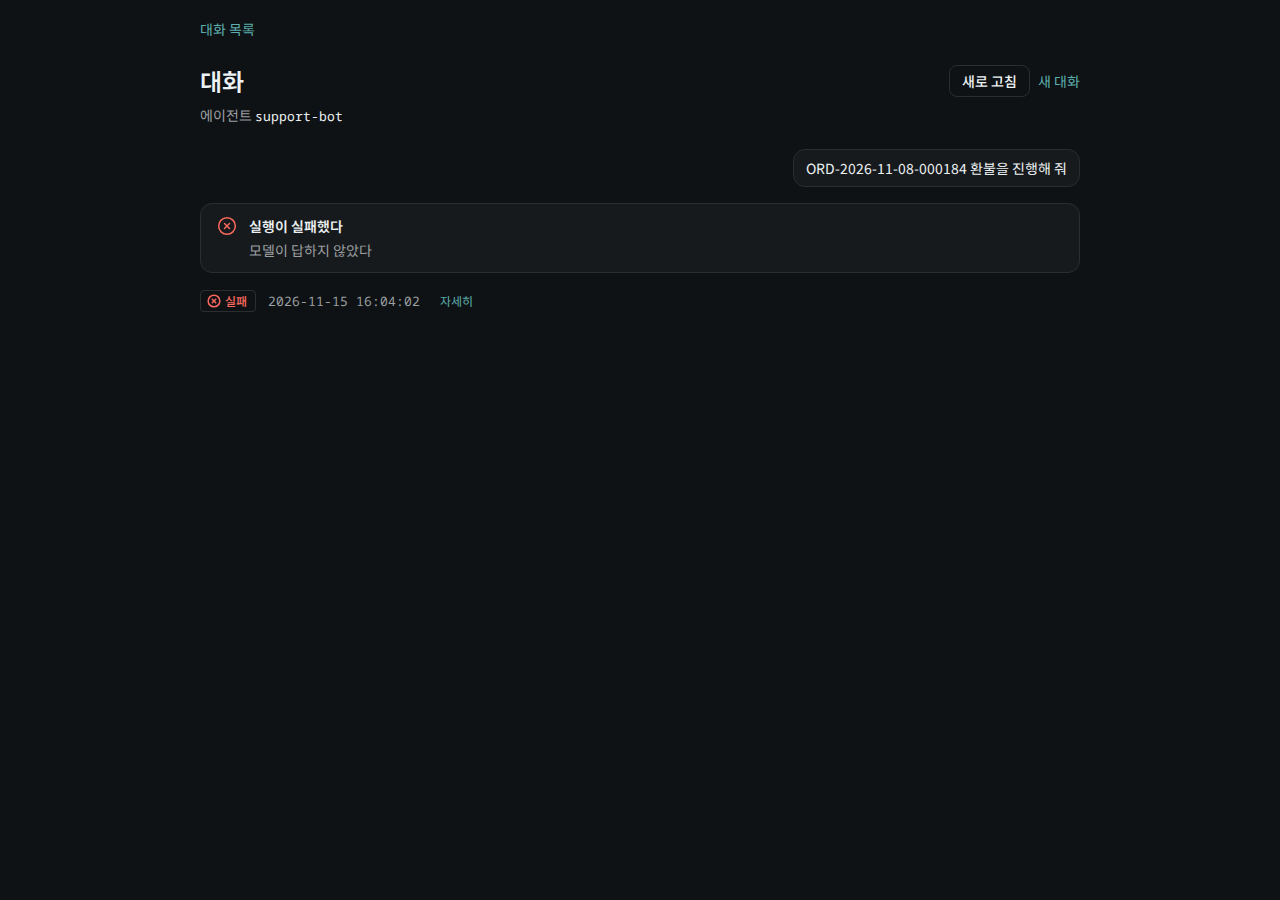 대화 목록
대화
새로 고침
새 대화
에이전트 support-bot
ORD-2026-11-08-000184 환불을 진행해 줘
실행이 실패했다
모델이 답하지 않았다
실패 2026-11-15 16:04:02 자세히